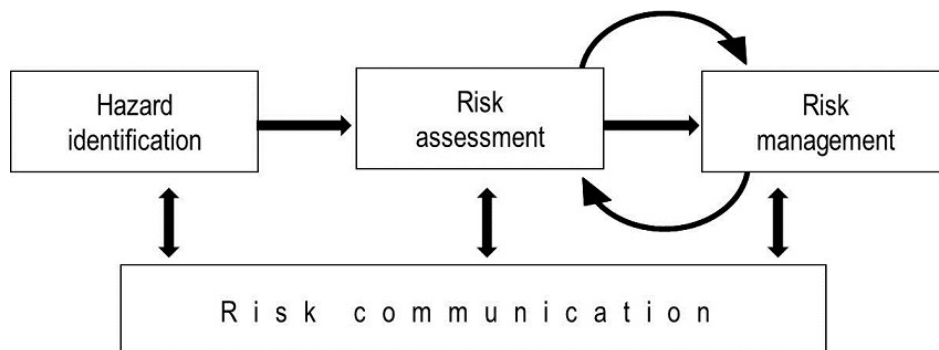 Hazard
identification
Risk
assessment
Risk
management
Risk communication